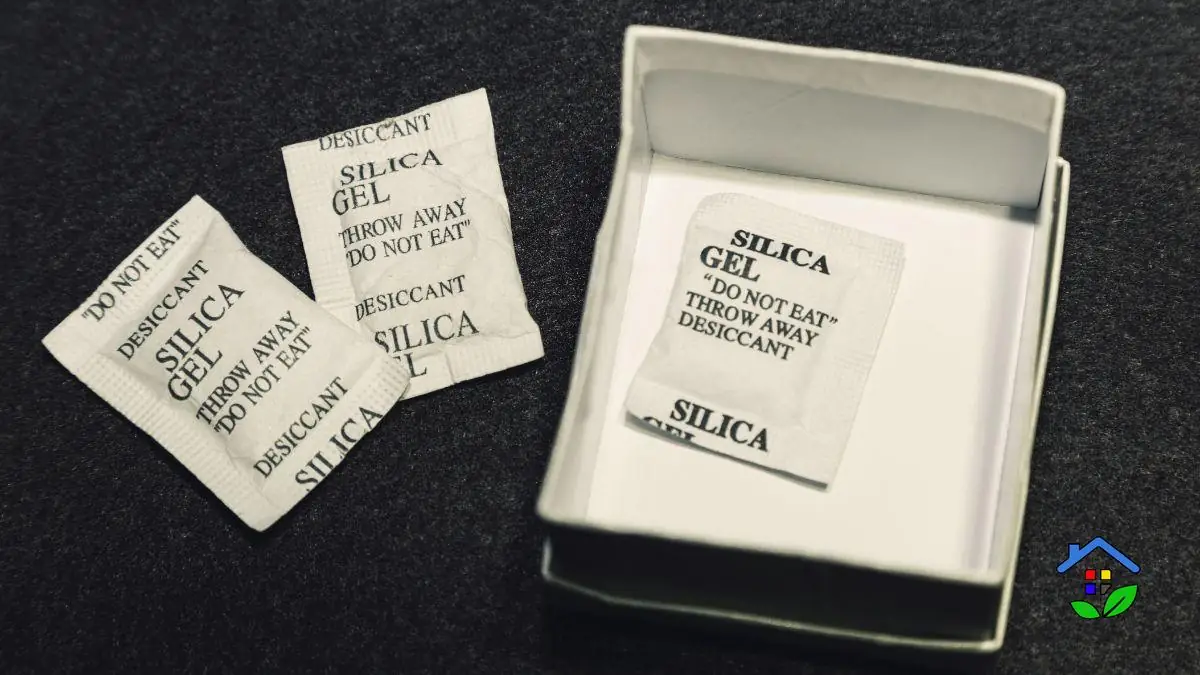 "DO NOT EAT"
DESICCANT
SILICA
GEL
THROW AWAY
"DO NOT EAT"
DESICCANT
SILICA
DESICCANT
SILICA
GEL
THROW AWAY
"DO NOT EAT"
DESICCANT
SILICA
SILICA
GEL
"DO NOT EAT"
THROW AWAY
DESICCANT
SILICA
GEL